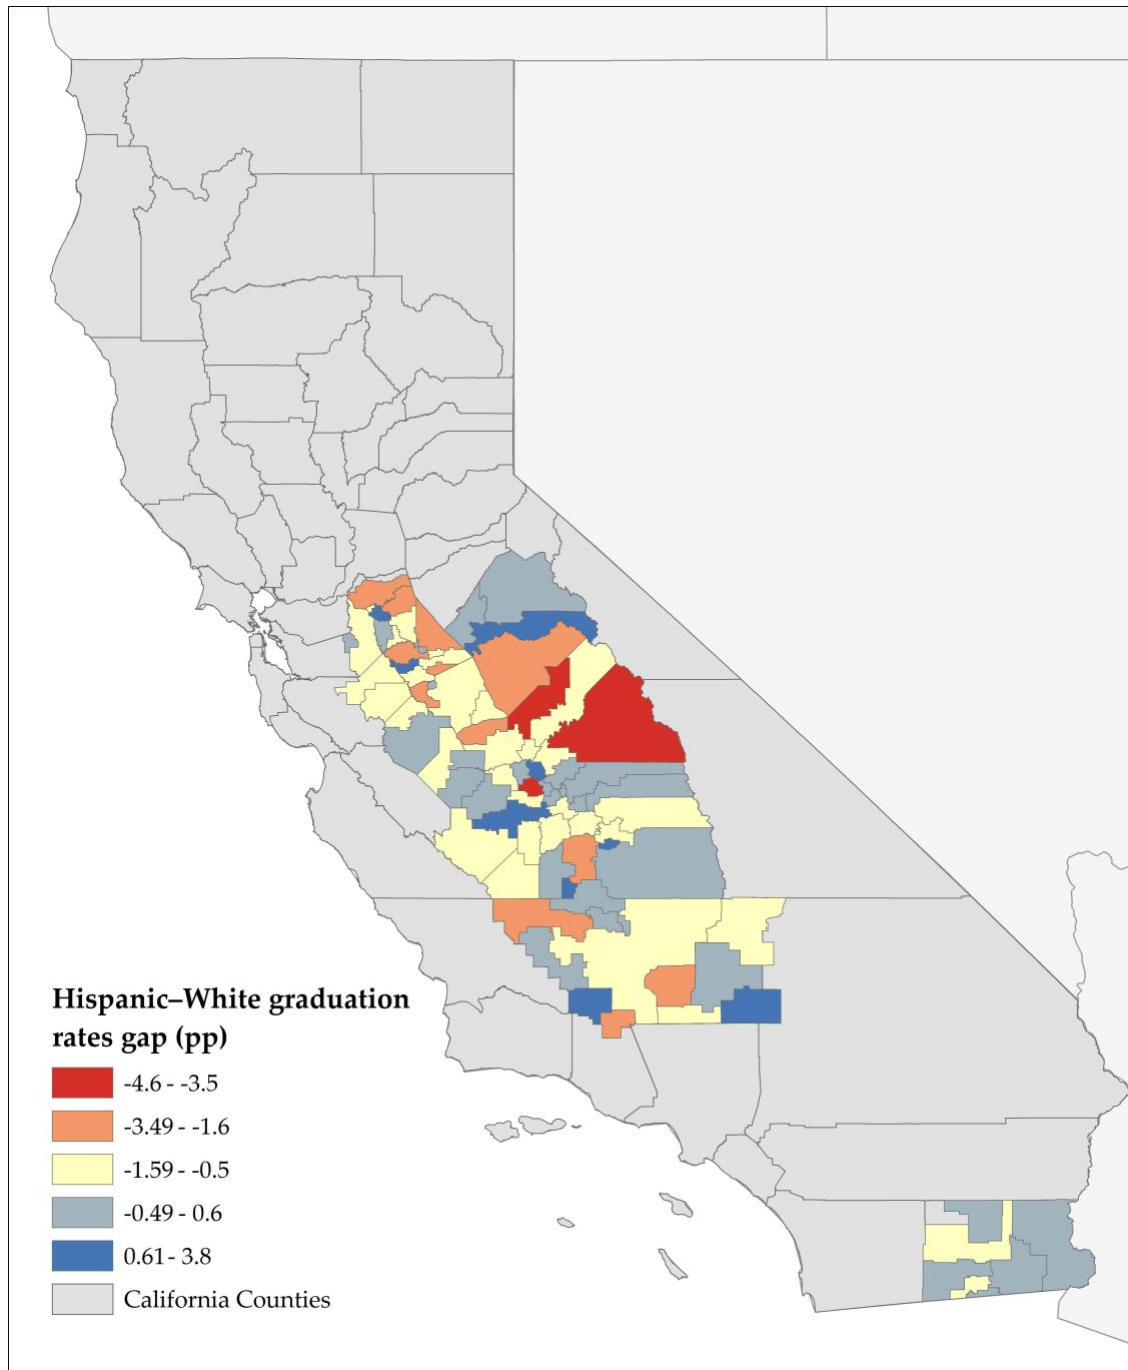 Hispanic–White graduation
rates gap (pp)
-4.6 - -3.5
-3.49 - -1.6
-1.59 - -0.5
-0.49 - 0.6
0.61 - 3.8
California Counties